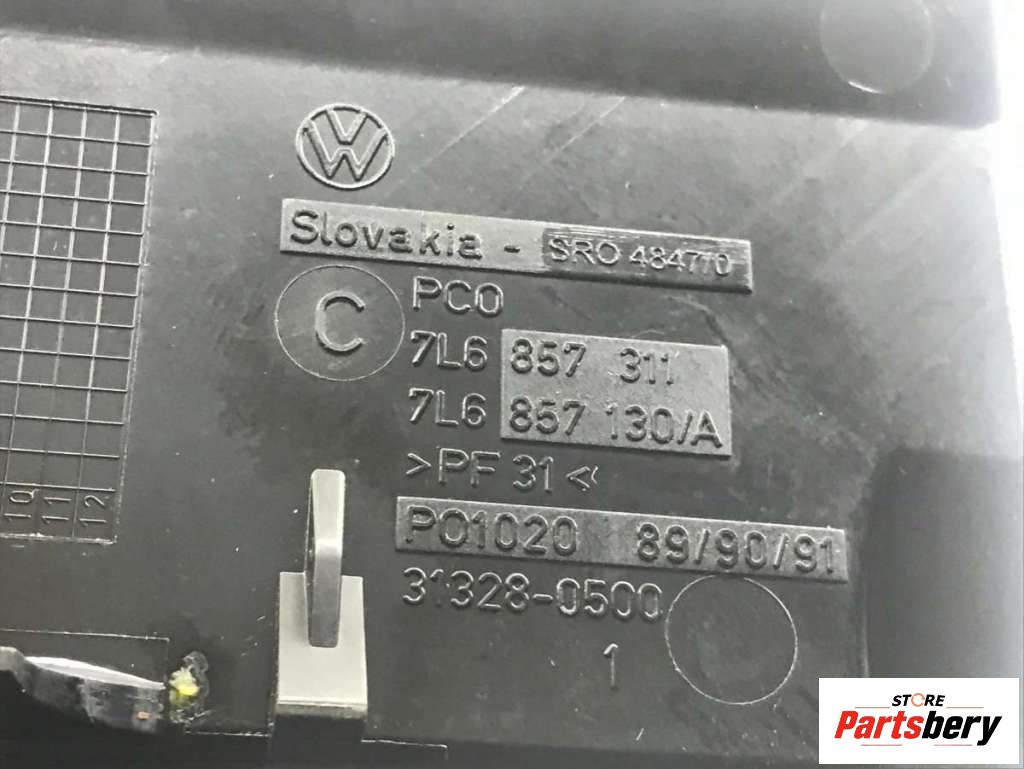 Slovakia - SRO 484770
C
PCO
7L6 857 311
7L6 857 130/A
>PF 31<
PO1020 89/90/91
31328-0500
1
10
11
12
STORE
Partsbery